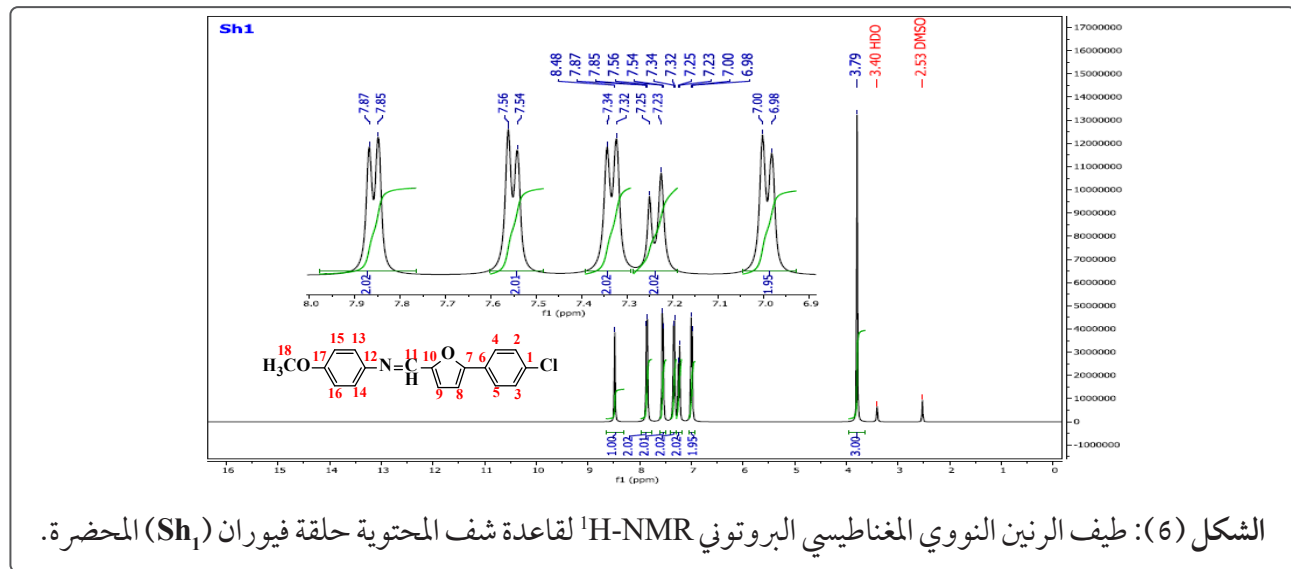 Sh1
8.48 7.87 7.85 7.56 7.54 7.34 7.32 7.25 7.23 7.00 6.98
3.79
3.40 HDO
2.53 DMSO
7.87 7.85 7.56 7.54 7.34 7.32 7.25 7.23 7.00 6.98
2.02 2.01 2.02 2.02 1.95
8.0 7.9 7.8 7.7 7.6 7.5 7.4 7.3 7.2 7.1 7.0 6.9
f1 (ppm)
17000000
16000000
15000000
14000000
13000000
12000000
11000000
10000000
9000000
8000000
7000000
6000000
5000000
4000000
3000000
2000000
1000000
0
-1000000
15 13 11 O 4 2
18 17 12 10 7 6 1
H₃CO N=C H Cl
16 14 9 8 5 3
1.00 2.02 2.01 2.02 2.02 1.95 3.00
16 15 14 13 12 11 10 9 8 7 6 5 4 3 2 1 0
f1 (ppm)
الشكل (6): طيف الرنين النووي المغناطيسي البروتوني ¹H-NMR لقاعدة شف المحتوية حلقة فيوران (Sh₁) المحضرة.